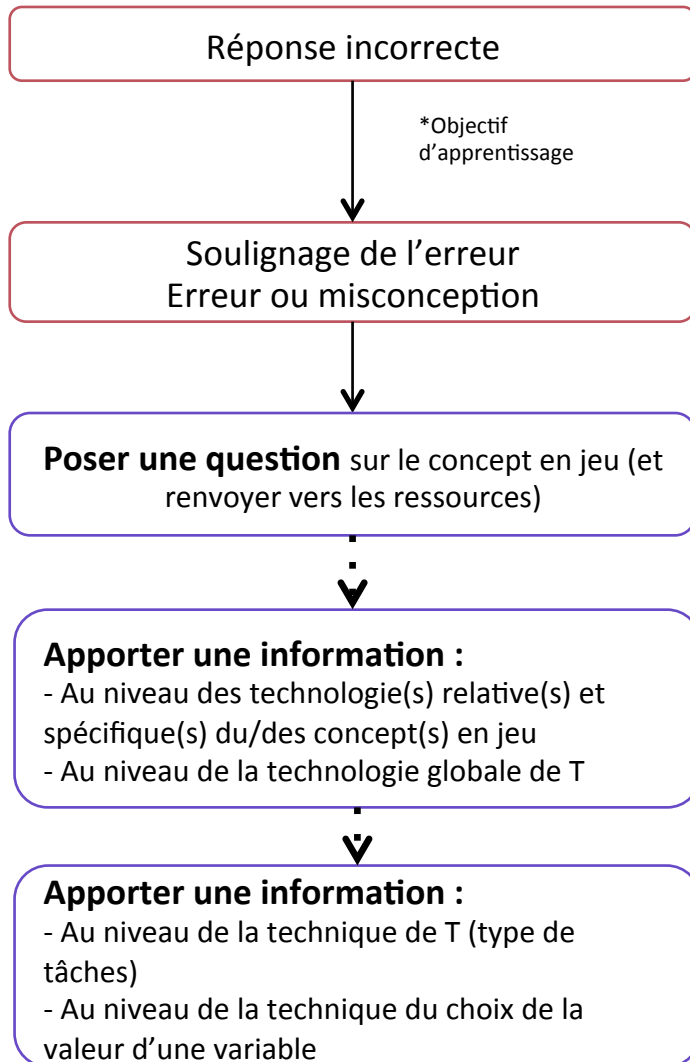 Réponse incorrecte
*Objectif
d’apprentissage
Soulignage de l’erreur
Erreur ou misconception
Poser une question sur le concept en jeu (et
renvoyer vers les ressources)
Apporter une information :
- Au niveau des technologie(s) relative(s) et
spécifique(s) du/des concept(s) en jeu
- Au niveau de la technologie globale de T
Apporter une information :
- Au niveau de la technique de T (type de
tâches)
- Au niveau de la technique du choix de la
valeur d’une variable